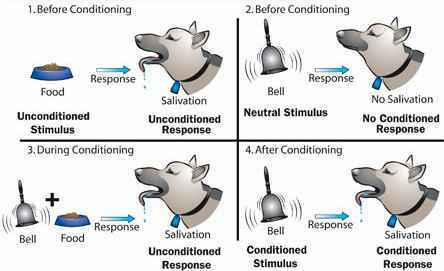 1. Before Conditioning
Response
Food
Salivation
Unconditioned
Stimulus
Unconditioned
Response
2. Before Conditioning
Response
Bell
No Salivation
Neutral Stimulus
No Conditioned
Response
3. During Conditioning
+
Response
Bell
Food
Salivation
Unconditioned
Response
4. After Conditioning
Response
Bell
Salivation
Conditioned
Stimulus
Conditioned
Response